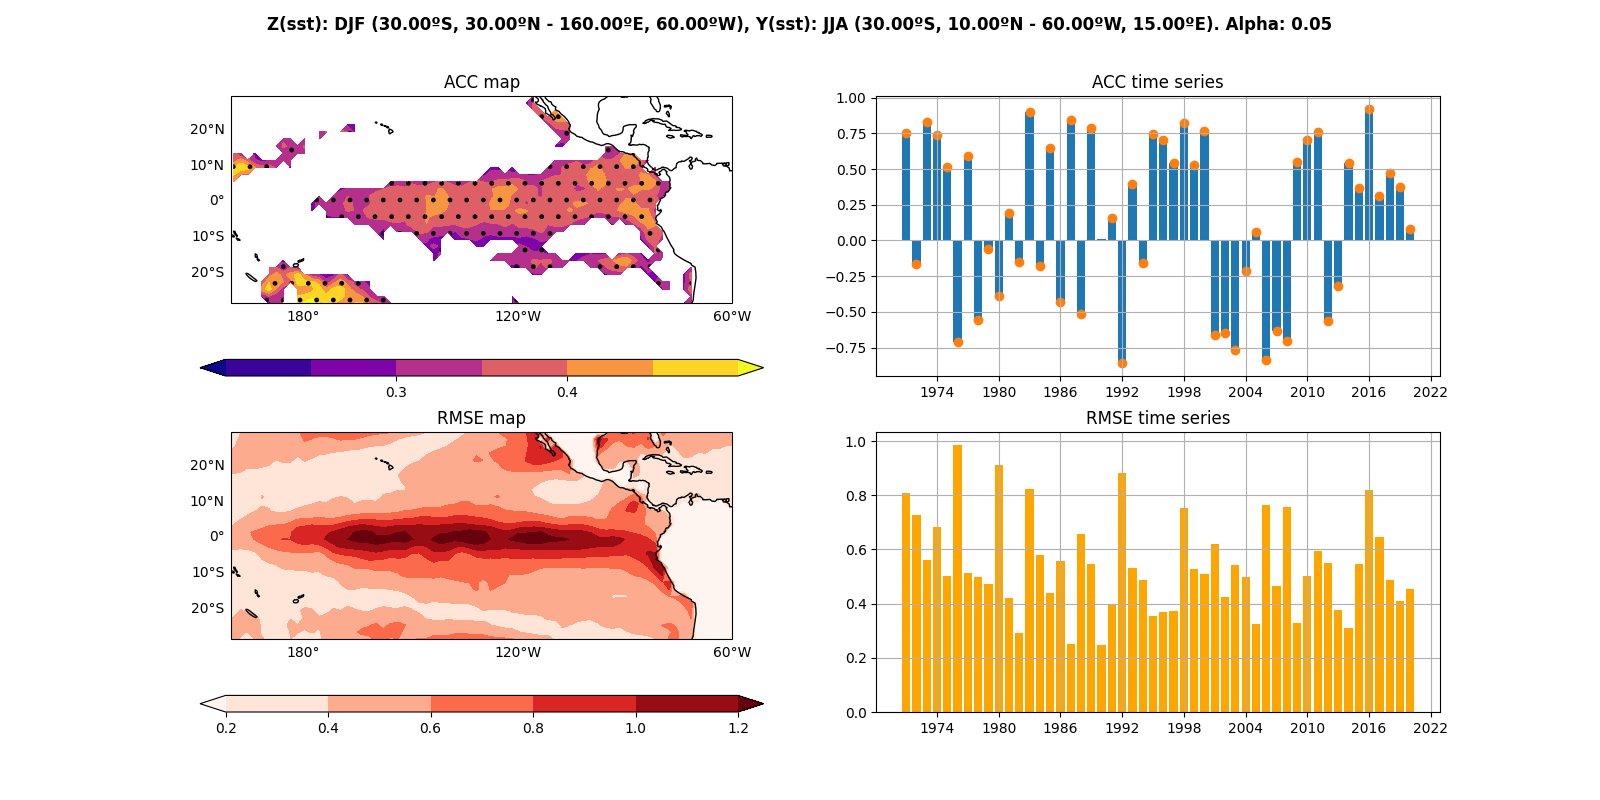 Z(sst): DJF (30.00ºS, 30.00ºN - 160.00ºE, 60.00ºW), Y(sst): JJA (30.00ºS, 10.00ºN - 60.00ºW, 15.00ºE). Alpha: 0.05
ACC map
20°N
10°N
0°
10°S
20°S
180°
120°W
60°W
0.3
0.4
ACC time series
1.00
0.75
0.50
0.25
0.00
−0.25
−0.50
−0.75
1974
1980
1986
1992
1998
2004
2010
2016
2022
RMSE map
20°N
10°N
0°
10°S
20°S
180°
120°W
60°W
0.2
0.4
0.6
0.8
1.0
1.2
RMSE time series
1.0
0.8
0.6
0.4
0.2
0.0
1974
1980
1986
1992
1998
2004
2010
2016
2022